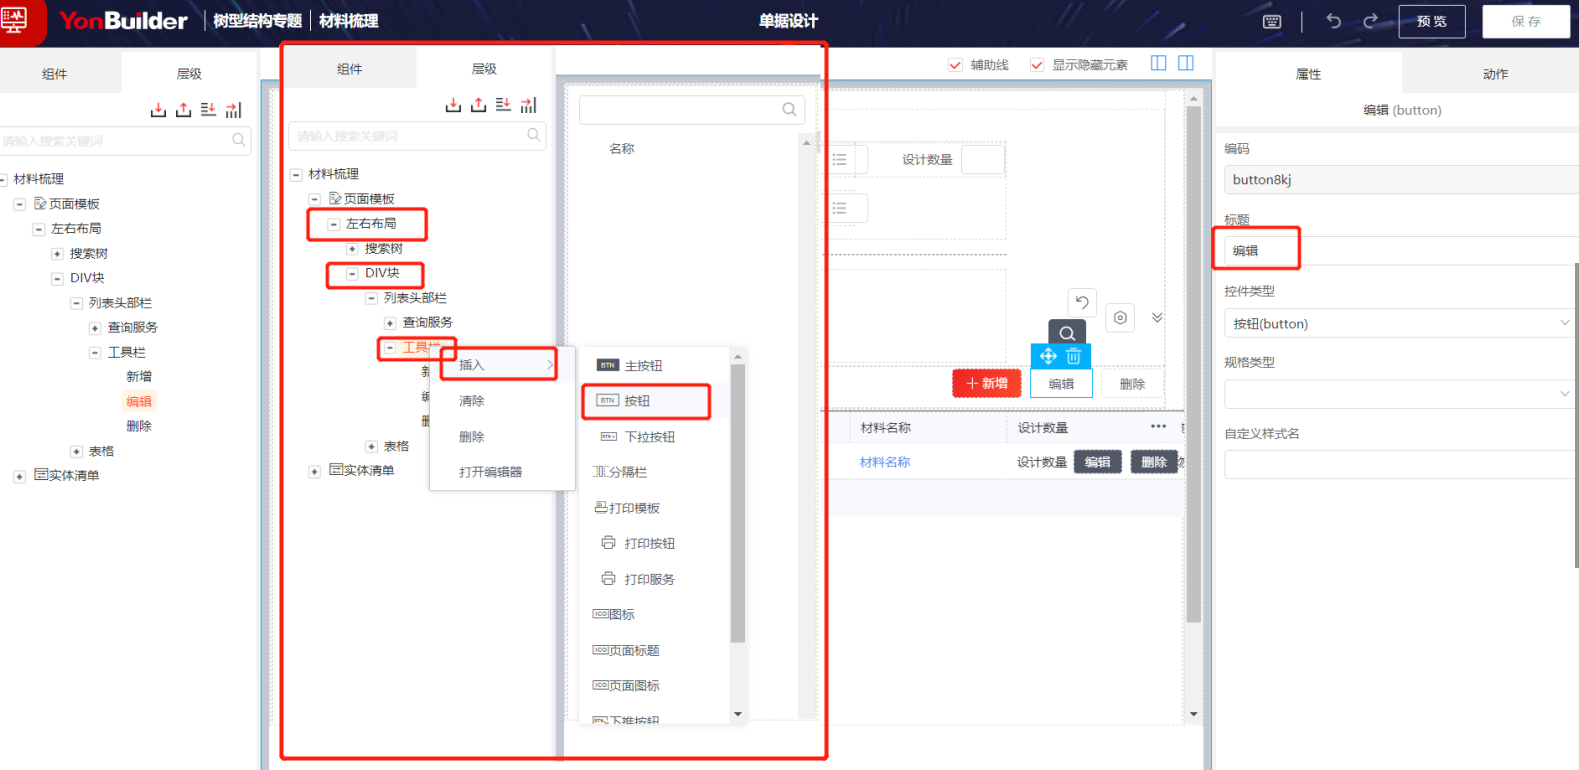 YonBuilder 树型结构专题 材料梳理
单据设计
预 览
保 存
组件
层级
请输入搜索关键词
材料梳理
页面模板
左右布局
搜索树
DIV块
列表头部栏
查询服务
工具栏
新增
编辑
删除
表格
实体清单
组件
层级
请输入搜索关键词
材料梳理
页面模板
左右布局
搜索树
DIV块
列表头部栏
查询服务
工具栏
表格
实体清单
插入
清除
删除
打开编辑器
名称
BTN 主按钮
BTN 按钮
下拉按钮
分隔栏
打印模板
打印按钮
打印服务
ICO 图标
ICO 页面标题
ICO 页面图标
下推按钮
辅助线
显示隐藏元素
设计数量
新增
编辑
删除
材料名称
设计数量
•••
材料名称
设计数量
编辑
删除
属性
动作
编辑 (button)
编码
button8kj
标题
编辑
控件类型
按钮(button)
规格类型
自定义样式名